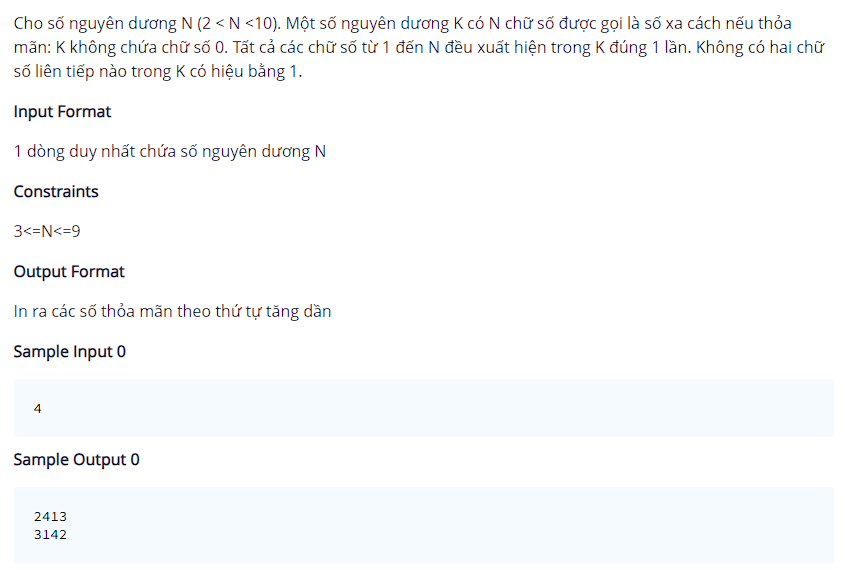 Cho số nguyên dương N (2 < N <10). Một số nguyên dương K có N chữ số được gọi là số xa cách nếu thỏa
mãn: K không chứa chữ số 0. Tất cả các chữ số từ 1 đến N đều xuất hiện trong K đúng 1 lần. Không có hai chữ
số liên tiếp nào trong K có hiệu bằng 1.
Input Format
1 dòng duy nhất chứa số nguyên dương N
Constraints
3<=N<=9
Output Format
In ra các số thỏa mãn theo thứ tự tăng dần
Sample Input 0
4
Sample Output 0
2413
3142